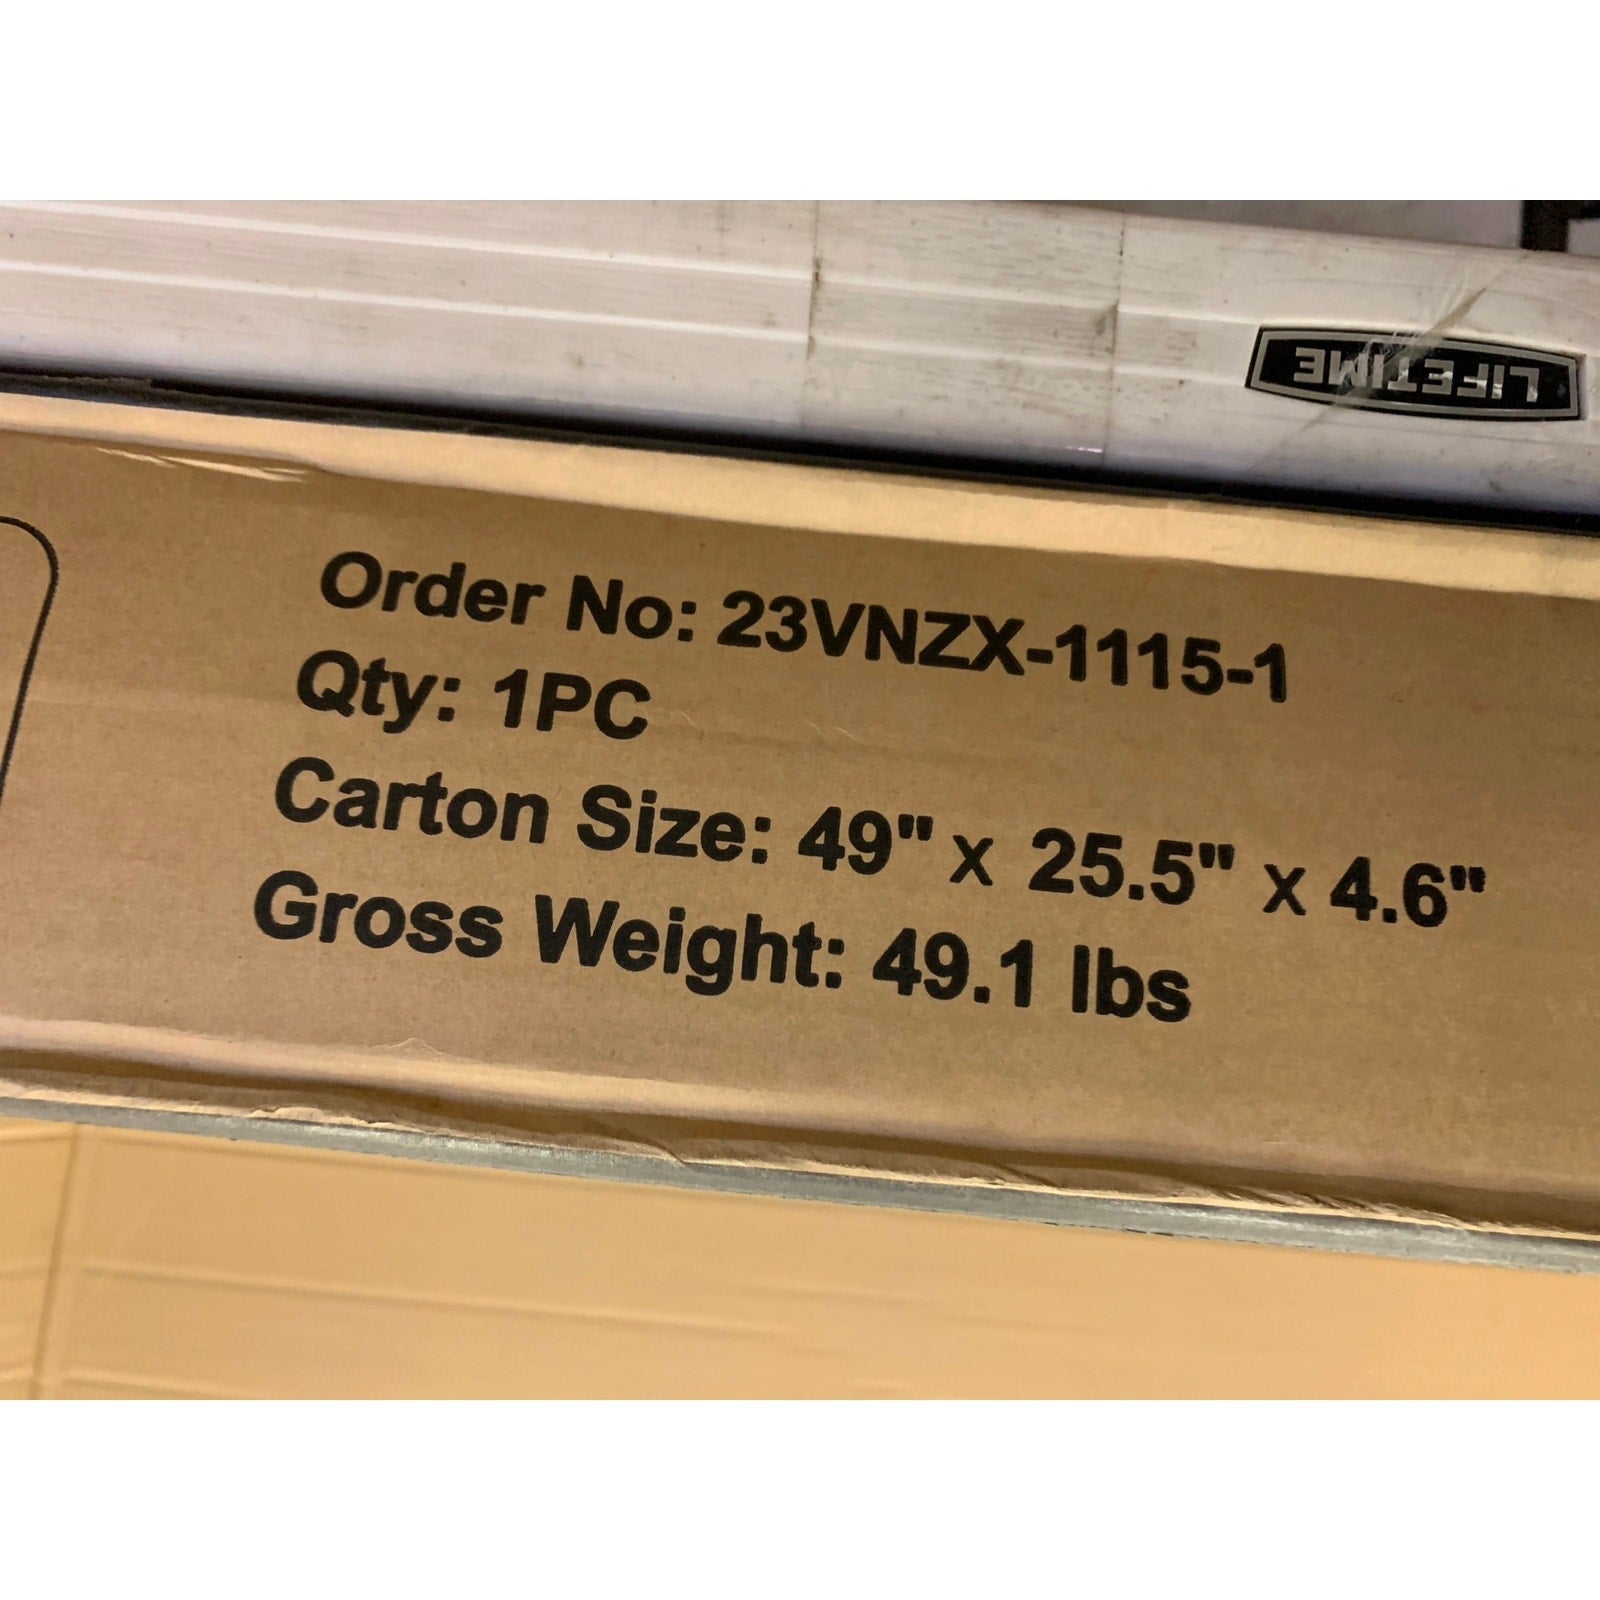 LIFETIME
Order No: 23VNZX-1115-1
Qty: 1PC
Carton Size: 49" x 25.5" x 4.6"
Gross Weight: 49.1 lbs